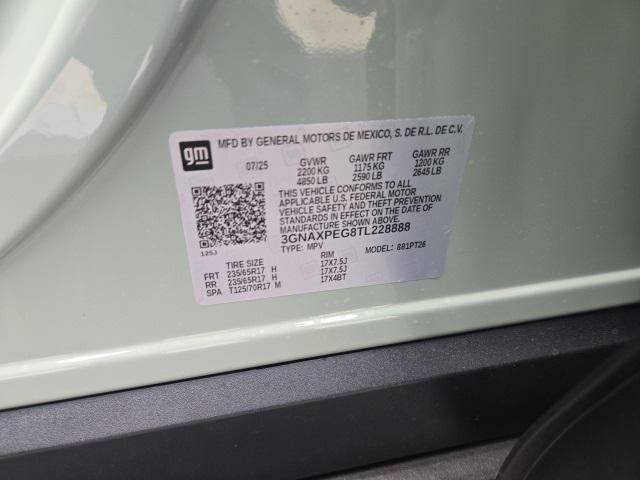 gm
MFD BY GENERAL MOTORS DE MEXICO, S. DE R.L. DE C.V.
07/25 GVWR GAWR FRT GAWR RR
2200 KG 1175 KG 1200 KG
4850 LB 2590 LB 2645 LB
THIS VEHICLE CONFORMS TO ALL
APPLICABLE U.S. FEDERAL MOTOR
VEHICLE SAFETY AND THEFT PREVENTION
STANDARDS IN EFFECT ON THE DATE OF
MANUFACTURE SHOWN ABOVE.
3GNAXPEG8TL228888
TYPE: MPV MODEL: 881PT26
125J
TIRE SIZE RIM
FRT 235/65R17 H 17X7.5J
RR 235/65R17 H 17X7.5J
SPA T125/70R17 M 17X4BT